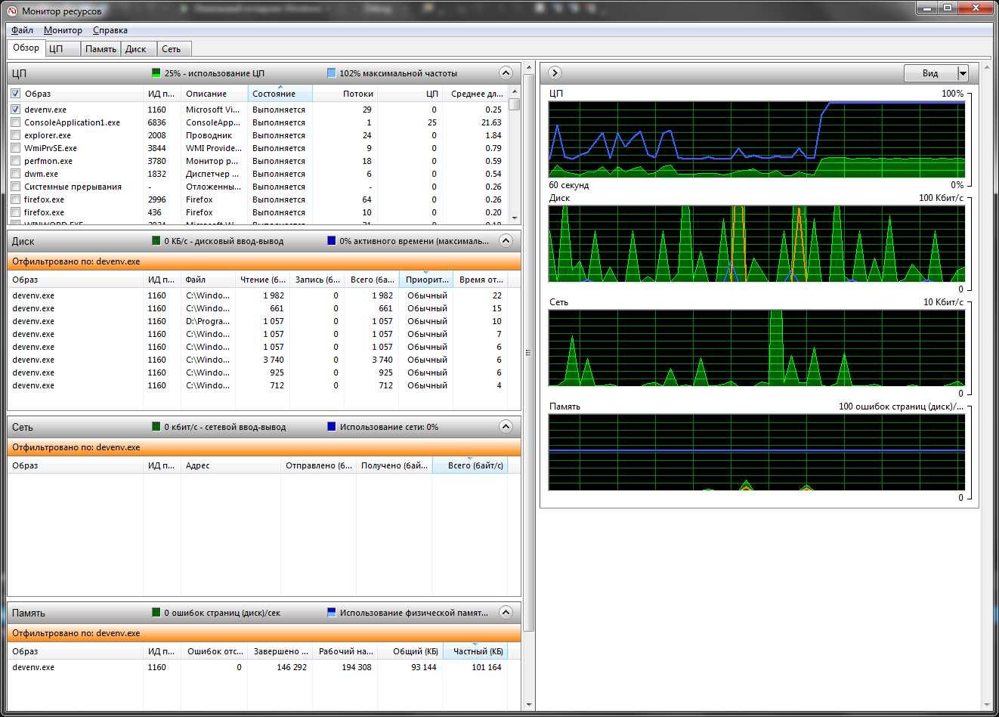 Монитор ресурсов
Файл Монитор Справка
Обзор ЦП Память Диск Сеть
ЦП 25% - использование ЦП 102% максимальной частоты
Образ ИД п... Описание Состояние Потоки ЦП Среднее дл...
devenv.exe 1160 Microsoft Vi... Выполняется 29 0 0.25
ConsoleApplication1.exe 6836 ConsoleApp... Выполняется 1 25 21.63
explorer.exe 2008 Проводник Выполняется 24 0 1.84
WmiPrvSE.exe 3844 WMI Provide... Выполняется 9 0 0.79
perfmon.exe 3780 Монитор р... Выполняется 18 0 0.59
dwm.exe 1832 Диспетчер ... Выполняется 6 0 0.54
Системные прерывания - Отложенны... Выполняется - 0 0.26
firefox.exe 2996 Firefox Выполняется 64 0 0.26
firefox.exe 436 Firefox Выполняется 10 0 0.20
Диск 0 КБ/с - дисковый ввод-вывод 0% активного времени (максималь...
Отфильтровано по: devenv.exe
Образ ИД п... Файл Чтение (б... Запись (б... Всего (ба... Приорит... Время от...
devenv.exe 1160 C:\Windo... 1 982 0 1 982 Обычный 22
devenv.exe 1160 C:\Windo... 661 0 661 Обычный 15
devenv.exe 1160 D:\Progra... 1 057 0 1 057 Обычный 10
devenv.exe 1160 C:\Windo... 1 057 0 1 057 Обычный 7
devenv.exe 1160 C:\Windo... 1 057 0 1 057 Обычный 6
devenv.exe 1160 C:\Windo... 3 740 0 3 740 Обычный 6
devenv.exe 1160 C:\Windo... 925 0 925 Обычный 6
devenv.exe 1160 C:\Windo... 712 0 712 Обычный 4
Сеть 0 кбит/с - сетевой ввод-вывод Использование сети: 0%
Отфильтровано по: devenv.exe
Образ ИД п... Адрес Отправлено (б... Получено (бай... Всего (байт/с)
Память 0 ошибок страниц (диск)/сек Использование физической памят...
Отфильтровано по: devenv.exe
Образ ИД п... Ошибок отс... Завершено ... Рабочий на... Общий (КБ) Частный (КБ)
devenv.exe 1160 0 146 292 194 308 93 144 101 164
Вид
ЦП 100%
60 секунд 0%
Диск 100 Кбит/с
0
Сеть 10 Кбит/с
0
Память 100 ошибок страниц (диск)/...
0